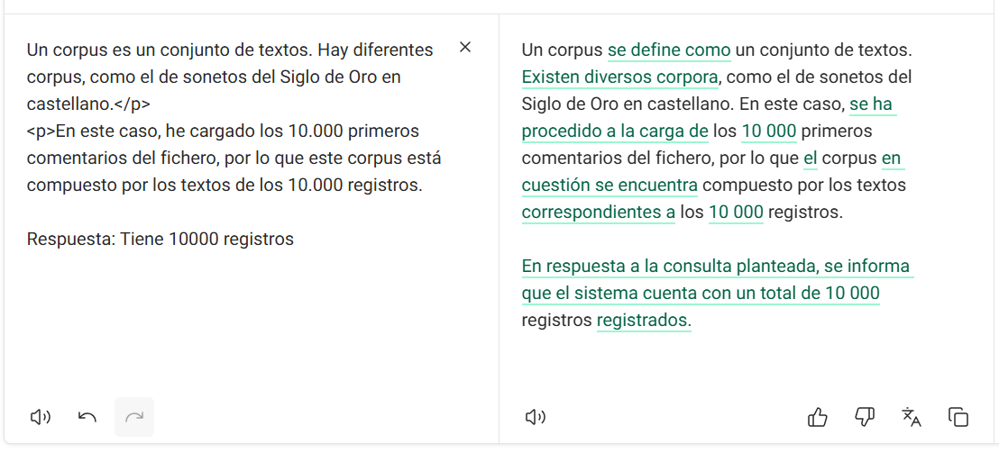 Un corpus es un conjunto de textos. Hay diferentes
corpus, como el de sonetos del Siglo de Oro en
castellano.</p>
<p>En este caso, he cargado los 10.000 primeros
comentarios del fichero, por lo que este corpus está
compuesto por los textos de los 10.000 registros.
Respuesta: Tiene 10000 registros
Un corpus se define como un conjunto de textos.
Existen diversos corpora, como el de sonetos del
Siglo de Oro en castellano. En este caso, se ha
procedido a la carga de los 10 000 primeros
comentarios del fichero, por lo que el corpus en
cuestión se encuentra compuesto por los textos
correspondientes a los 10 000 registros.
En respuesta a la consulta planteada, se informa
que el sistema cuenta con un total de 10 000
registros registrados.